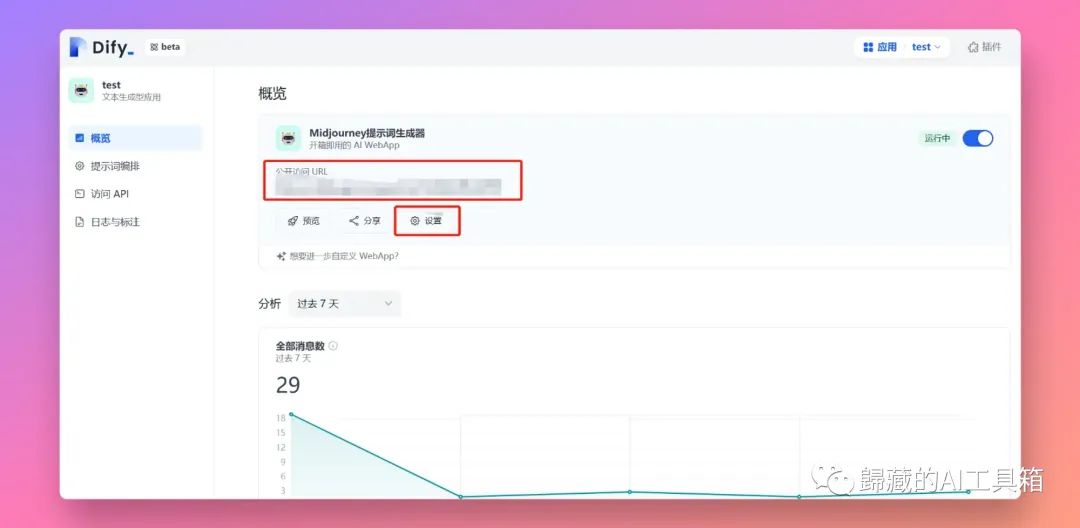 Dify_
beta
应用
test
插件
test
文本生成型应用
概览
提示词编排
访问 API
日志与标注
概览
Midjourney提示词生成器
开箱即用的 AI WebApp
运行中
公开访问 URL
预览
分享
设置
想要进一步自定义 WebApp?
分析
过去 7 天
全部消息数
过去 7 天
29
18
15
12
9
6
3
歸藏的AI工具箱